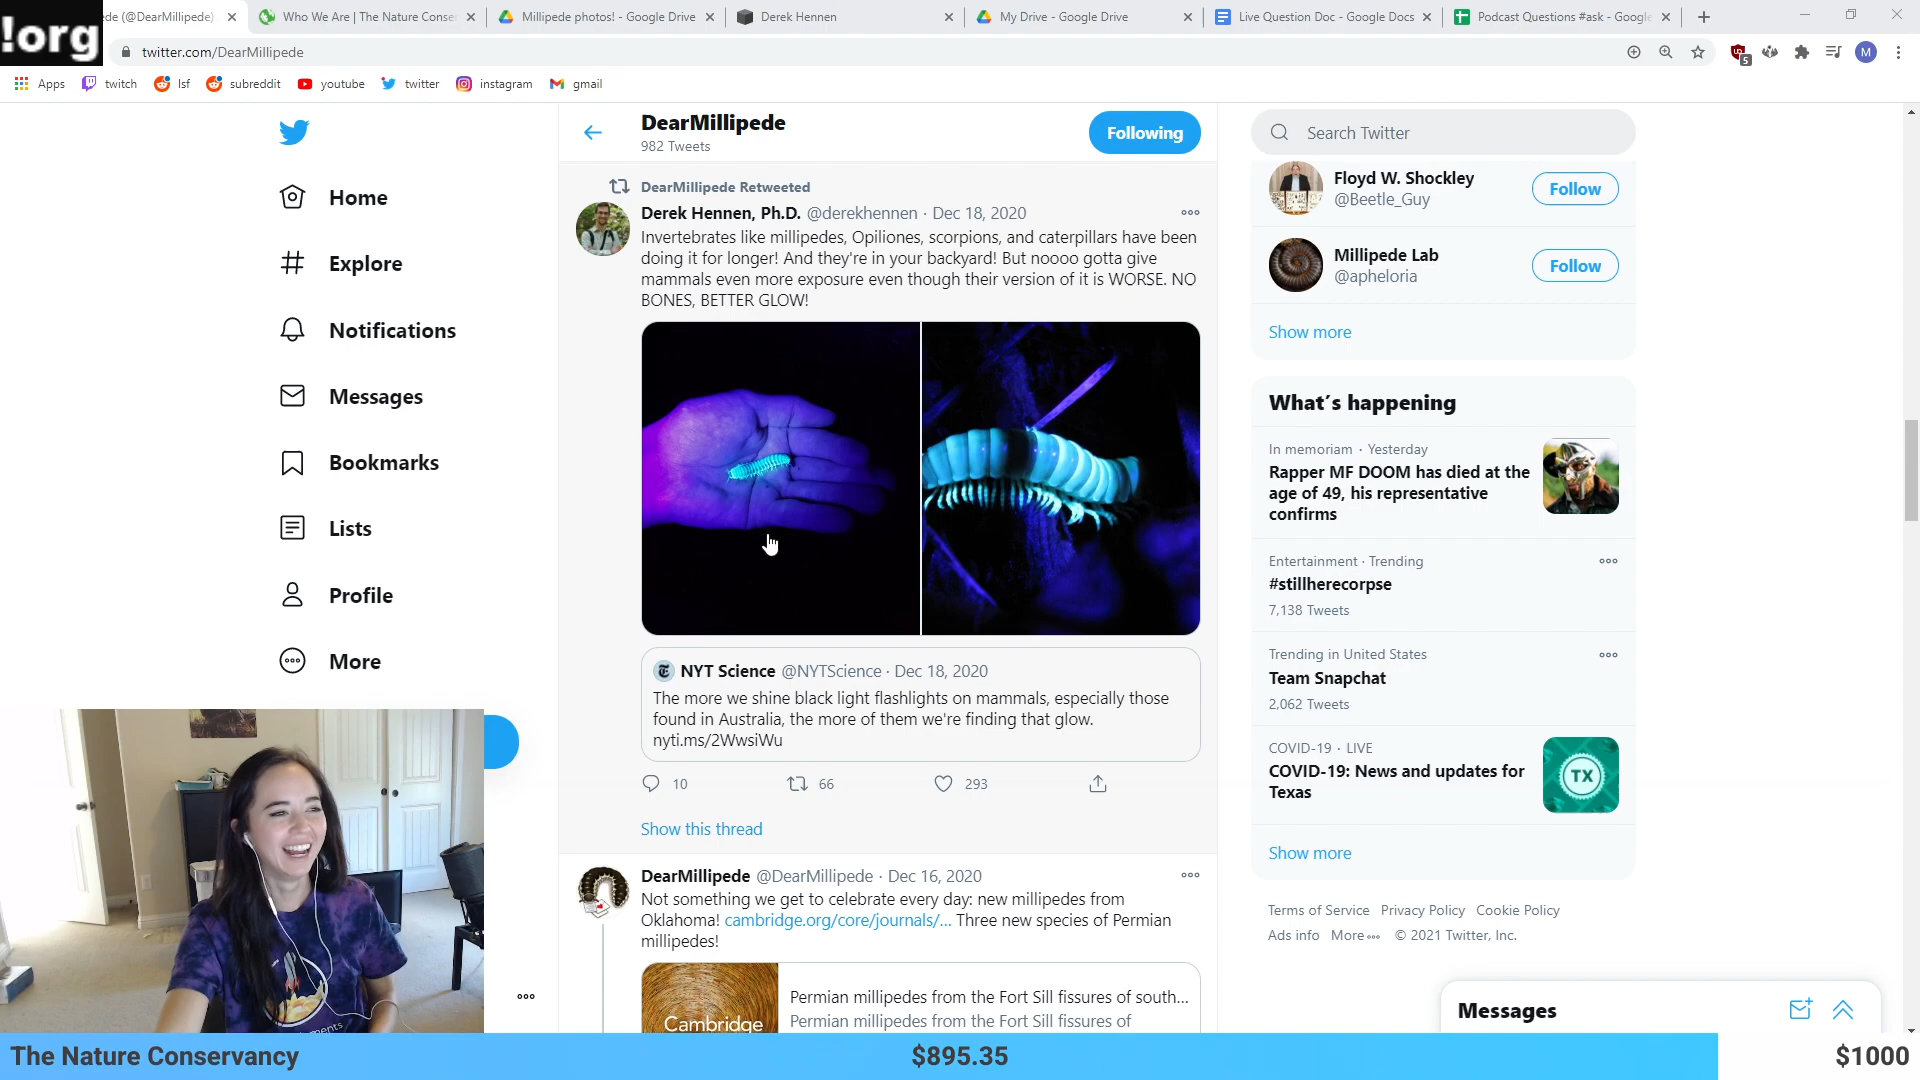 !org
ede (@DearMillipede)
Who We Are | The Nature Conse
Millipede photos! - Google Drive
Derek Hennen
My Drive - Google Drive
Live Question Doc - Google Docs
Podcast Questions #ask - Google
twitter.com/DearMillipede
5
M
Apps
twitch
lsf
subreddit
youtube
twitter
instagram
gmail
Home
Explore
Notifications
Messages
Bookmarks
Lists
Profile
More
DearMillipede
982 Tweets
Following
DearMillipede Retweeted
Derek Hennen, Ph.D. @derekhennen · Dec 18, 2020
Invertebrates like millipedes, Opiliones, scorpions, and caterpillars have been
doing it for longer! And they're in your backyard! But noooo gotta give
mammals even more exposure even though their version of it is WORSE. NO
BONES, BETTER GLOW!
NYT Science @NYTScience · Dec 18, 2020
The more we shine black light flashlights on mammals, especially those
found in Australia, the more of them we're finding that glow.
nyti.ms/2WwsiWu
10
66
293
Show this thread
DearMillipede @DearMillipede · Dec 16, 2020
Not something we get to celebrate every day: new millipedes from
Oklahoma! cambridge.org/core/journals/... Three new species of Permian
millipedes!
Cambridge
Permian millipedes from the Fort Sill fissures of south...
Permian millipedes from the Fort Sill fissures of
Search Twitter
Floyd W. Shockley
@Beetle_Guy
Follow
Millipede Lab
@apheloria
Follow
Show more
What's happening
In memoriam · Yesterday
Rapper MF DOOM has died at the
age of 49, his representative
confirms
Entertainment · Trending
#stillherecorpse
7,138 Tweets
Trending in United States
Team Snapchat
2,062 Tweets
COVID-19 · LIVE
COVID-19: News and updates for
Texas
TX
Show more
Terms of Service Privacy Policy Cookie Policy
Ads info More © 2021 Twitter, Inc.
Messages
The Nature Conservancy
$895.35
$1000